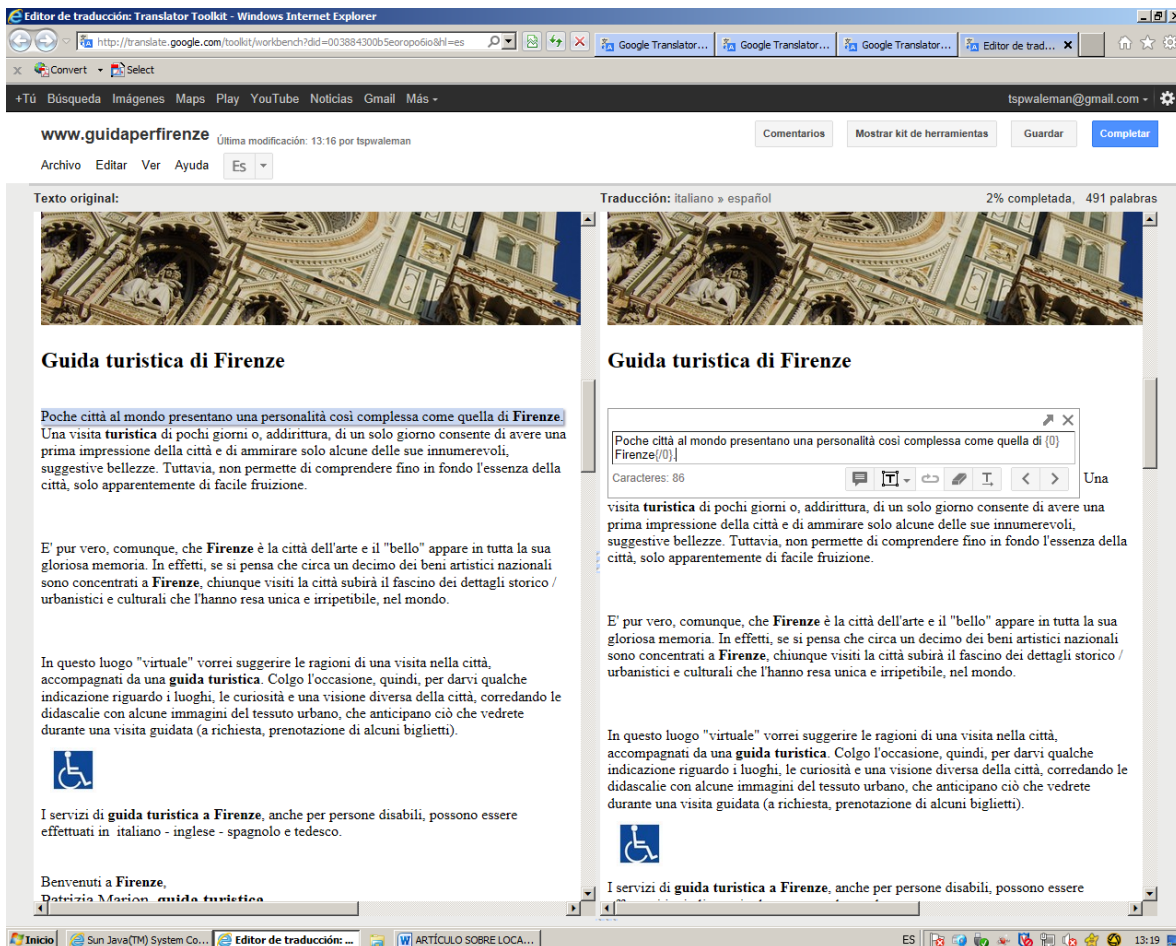 Editor de traducción: Translator Toolkit - Windows Internet Explorer
http://translate.google.com/toolkit/workbench?did=003884300b5eoropo6io&hl=es
Google Translator...
Google Translator...
Google Translator...
Editor de trad... X
x Convert Select
+Tú Búsqueda Imágenes Maps Play YouTube Noticias Gmail Más
tspwaleman@gmail.com
www.guidaperfirenze Última modificación: 13:16 por tspwaleman
Comentarios Mostrar kit de herramientas Guardar Completar
Archivo Editar Ver Ayuda Es
Texto original:
Traducción: italiano » español
2% completada, 491 palabras
Guida turistica di Firenze
Poche città al mondo presentano una personalità così complessa come quella di Firenze.
Una visita turistica di pochi giorni o, addirittura, di un solo giorno consente di avere una
prima impressione della città e di ammirare solo alcune delle sue innumerevoli,
suggestive bellezze. Tuttavia, non permette di comprendere fino in fondo l'essenza della
città, solo apparentemente di facile fruizione.
E' pur vero, comunque, che Firenze è la città dell'arte e il "bello" appare in tutta la sua
gloriosa memoria. In effetti, se si pensa che circa un decimo dei beni artistici nazionali
sono concentrati a Firenze, chiunque visiti la città subirà il fascino dei dettagli storico /
urbanistici e culturali che l'hanno resa unica e irripetibile, nel mondo.
In questo luogo "virtuale" vorrei suggerire le ragioni di una visita nella città,
accompagnati da una guida turistica. Colgo l'occasione, quindi, per darvi qualche
indicazione riguardo i luoghi, le curiosità e una visione diversa della città, corredando le
didascalie con alcune immagini del tessuto urbano, che anticipano ciò che vedrete
durante una visita guidata (a richiesta, prenotazione di alcuni biglietti).
I servizi di guida turistica a Firenze, anche per persone disabili, possono essere
effettuati in italiano - inglese - spagnolo e tedesco.
Benvenuti a Firenze,
Patrizia Marion, guida turistica
Guida turistica di Firenze
Poche città al mondo presentano una personalità così complessa come quella di {0}
Firenze{/0}.
Caracteres: 86
Una
visita turistica di pochi giorni o, addirittura, di un solo giorno consente di avere una
prima impressione della città e di ammirare solo alcune delle sue innumerevoli,
suggestive bellezze. Tuttavia, non permette di comprendere fino in fondo l'essenza della
città, solo apparentemente di facile fruizione.
E' pur vero, comunque, che Firenze è la città dell'arte e il "bello" appare in tutta la sua
gloriosa memoria. In effetti, se si pensa che circa un decimo dei beni artistici nazionali
sono concentrati a Firenze, chiunque visiti la città subirà il fascino dei dettagli storico /
urbanistici e culturali che l'hanno resa unica e irripetibile, nel mondo.
In questo luogo "virtuale" vorrei suggerire le ragioni di una visita nella città,
accompagnati da una guida turistica. Colgo l'occasione, quindi, per darvi qualche
indicazione riguardo i luoghi, le curiosità e una visione diversa della città, corredando le
didascalie con alcune immagini del tessuto urbano, che anticipano ciò che vedrete
durante una visita guidata (a richiesta, prenotazione di alcuni biglietti).
I servizi di guida turistica a Firenze, anche per persone disabili, possono essere
Inicio
Sun Java(TM) System Co...
Editor de traducción: ...
ARTÍCULO SOBRE LOCA...
ES
13:19